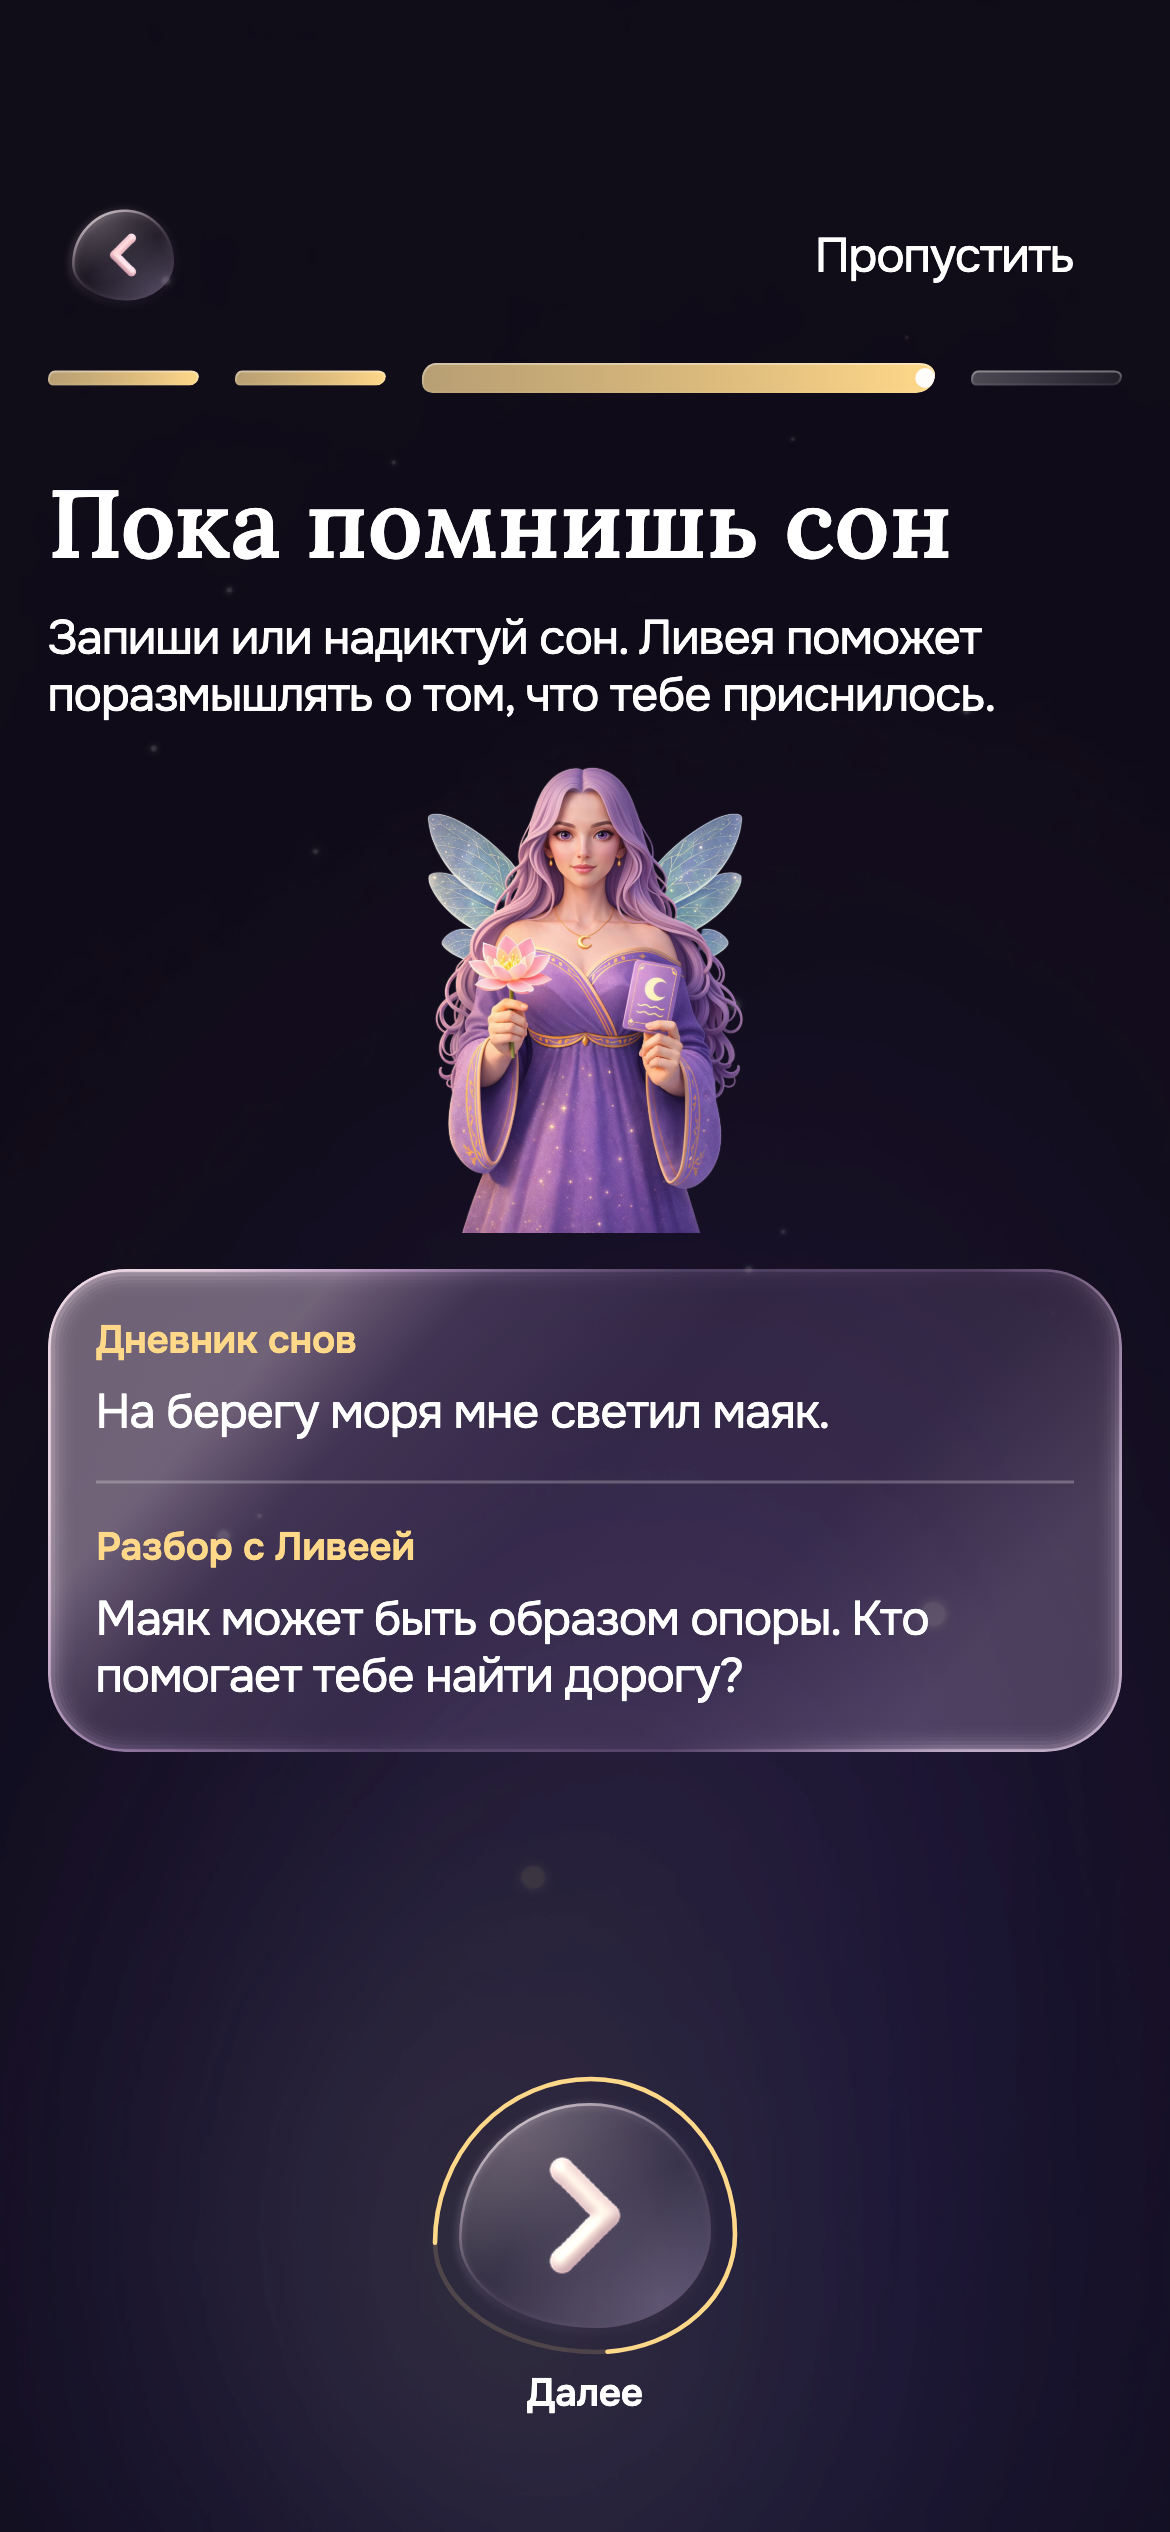 Пропустить
Пока помнишь сон
Запиши или надиктуй сон. Ливея поможет
поразмышлять о том, что тебе приснилось.
Дневник снов
На берегу моря мне светил маяк.
Разбор с Ливеей
Маяк может быть образом опоры. Кто
помогает тебе найти дорогу?
Далее